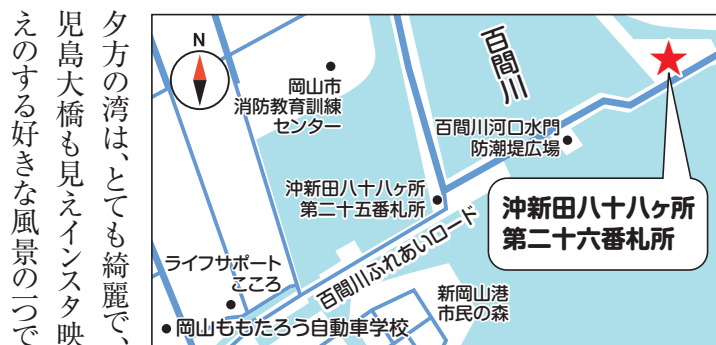 夕方の湾は、とても綺麗で、
児島大橋も見えインスタ映
えのする好きな風景の一つで
N
岡山市
消防教育訓練
センター
百間川
百間川河口水門
防潮堤広場
沖新田八十八ヶ所
第二十五番札所
沖新田八十八ヶ所
第二十六番札所
百間川ふれあいロード
ライフサポート
こころ
新岡山港
市民の森
岡山ももたろう自動車学校